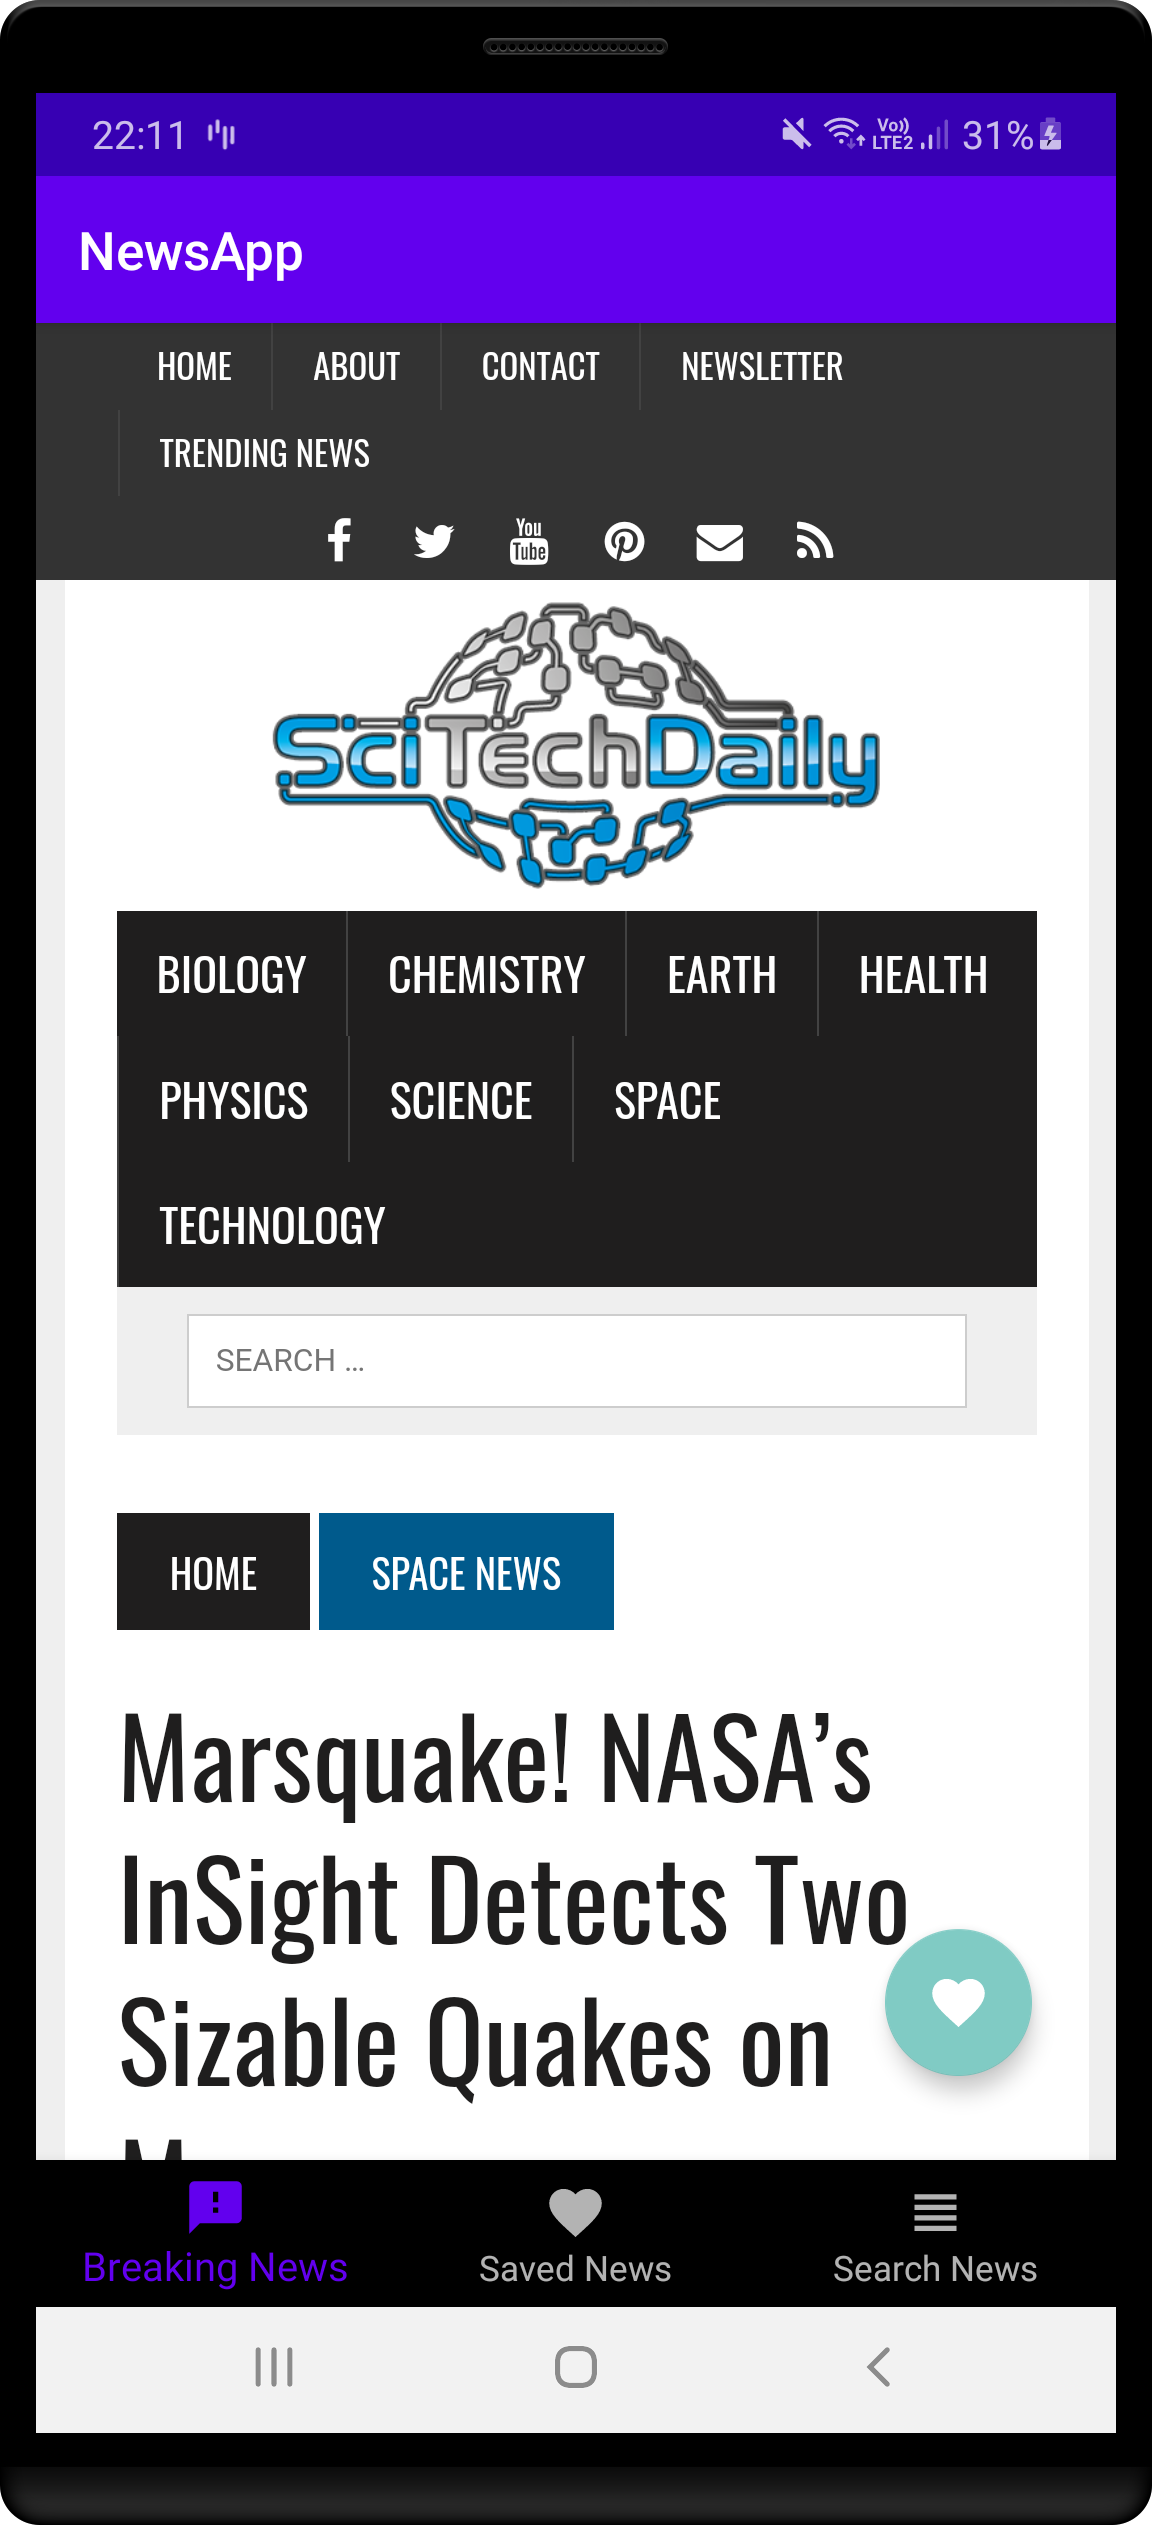 22:11 Vo)) LTE2 31%
NewsApp
HOME ABOUT CONTACT NEWSLETTER
TRENDING NEWS
You Tube
SciTechDaily
BIOLOGY CHEMISTRY EARTH HEALTH
PHYSICS SCIENCE SPACE
TECHNOLOGY
SEARCH ...
HOME SPACE NEWS
Marsquake! NASA’s
InSight Detects Two
Sizable Quakes on
Breaking News Saved News Search News